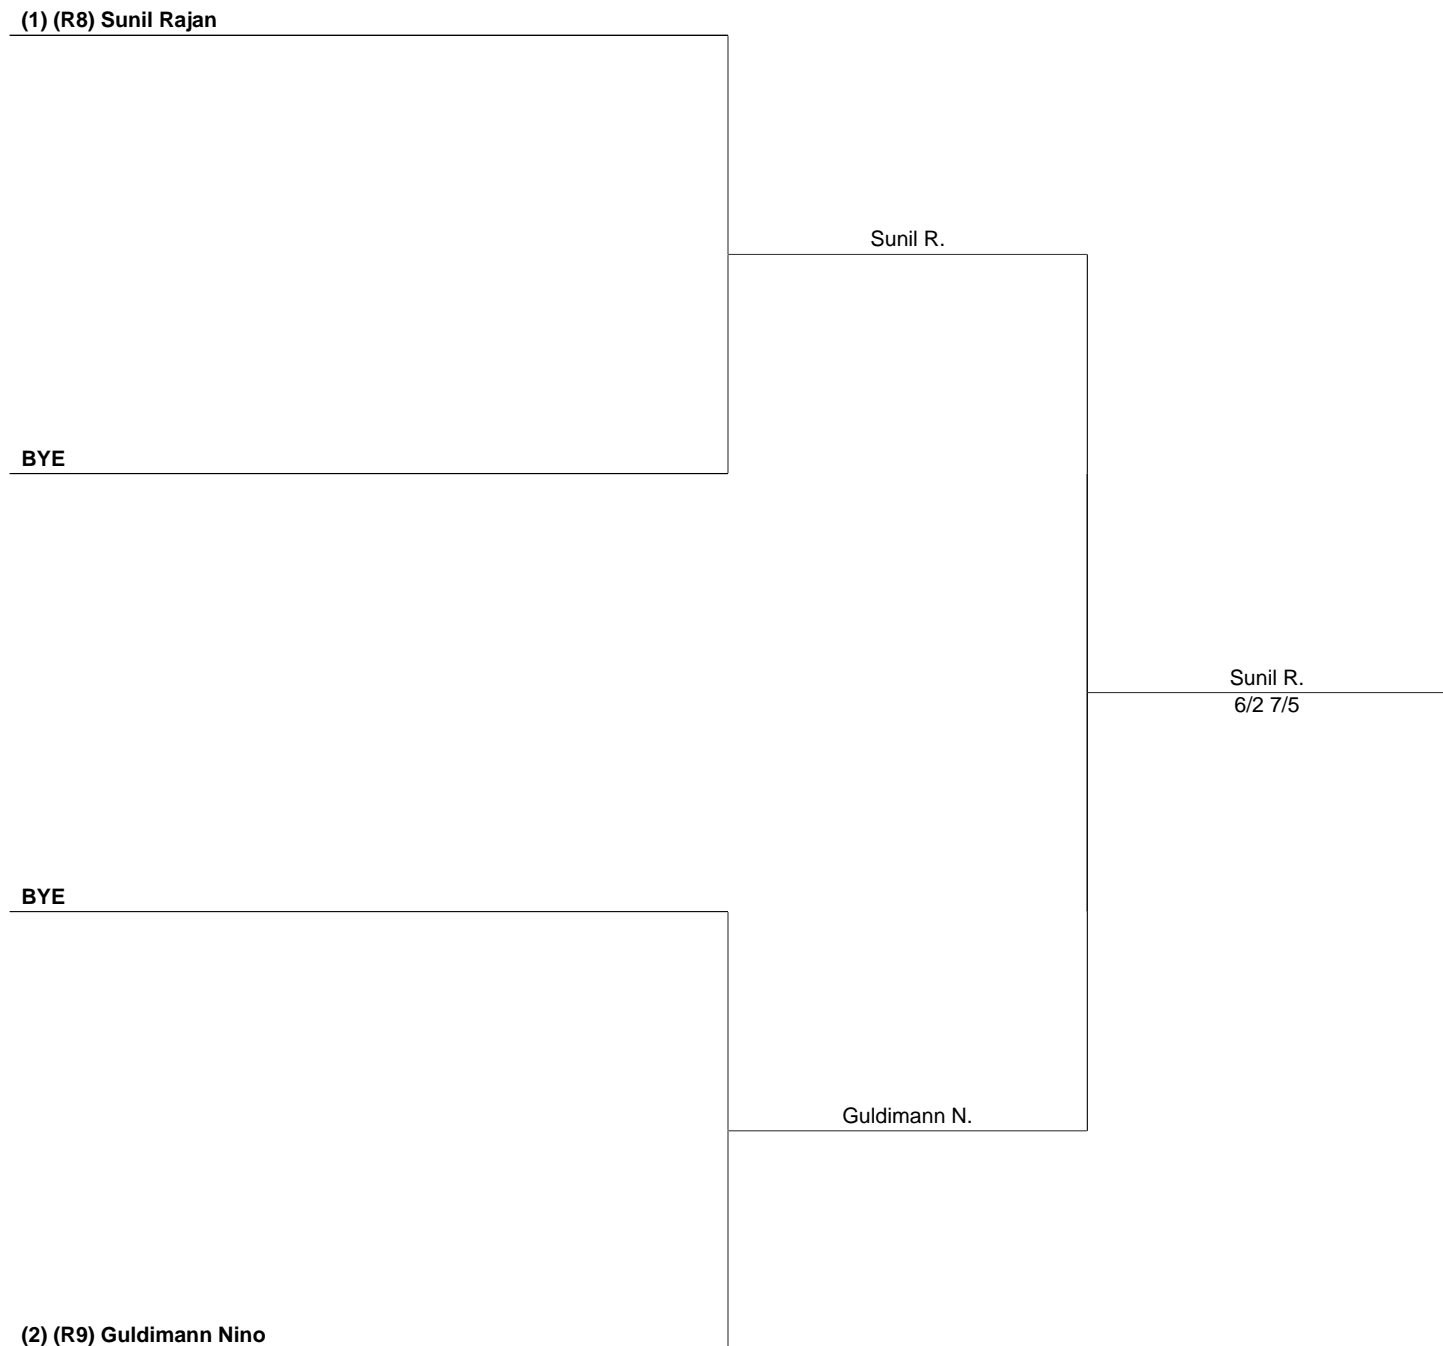 (1) (R8) Sunil Rajan
Sunil R.
BYE
Sunil R.
6/2 7/5
BYE
Guldimann N.
(2) (R9) Guldimann Nino